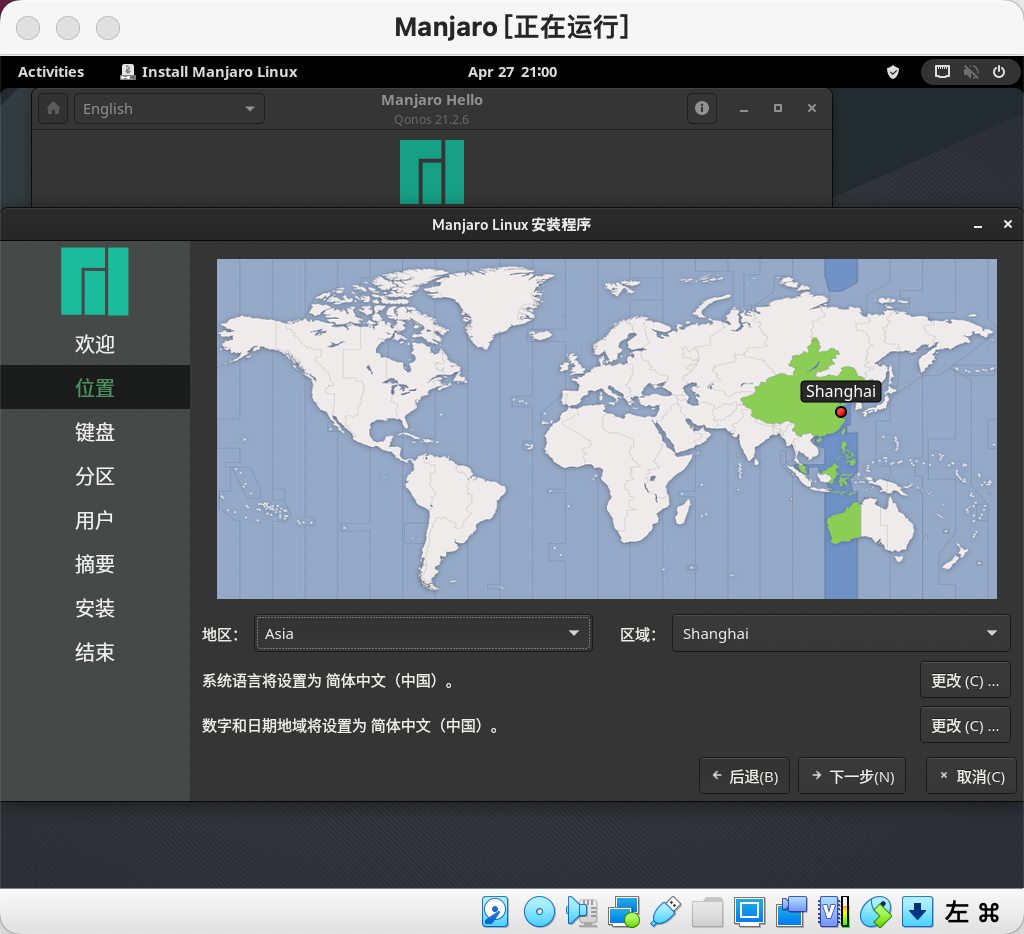 Manjaro [正在运行]
Activities
Install Manjaro Linux
Apr 27 21:00
English
Manjaro Hello
Qonos 21.2.6
Manjaro Linux 安装程序
欢迎
位置
键盘
分区
用户
摘要
安装
结束
Shanghai
地区：
Asia
区域：
Shanghai
系统语言将设置为 简体中文（中国）。
更改 (C) ...
数字和日期地域将设置为 简体中文（中国）。
更改 (C) ...
后退(B)
下一步(N)
取消(C)
左 ⌘